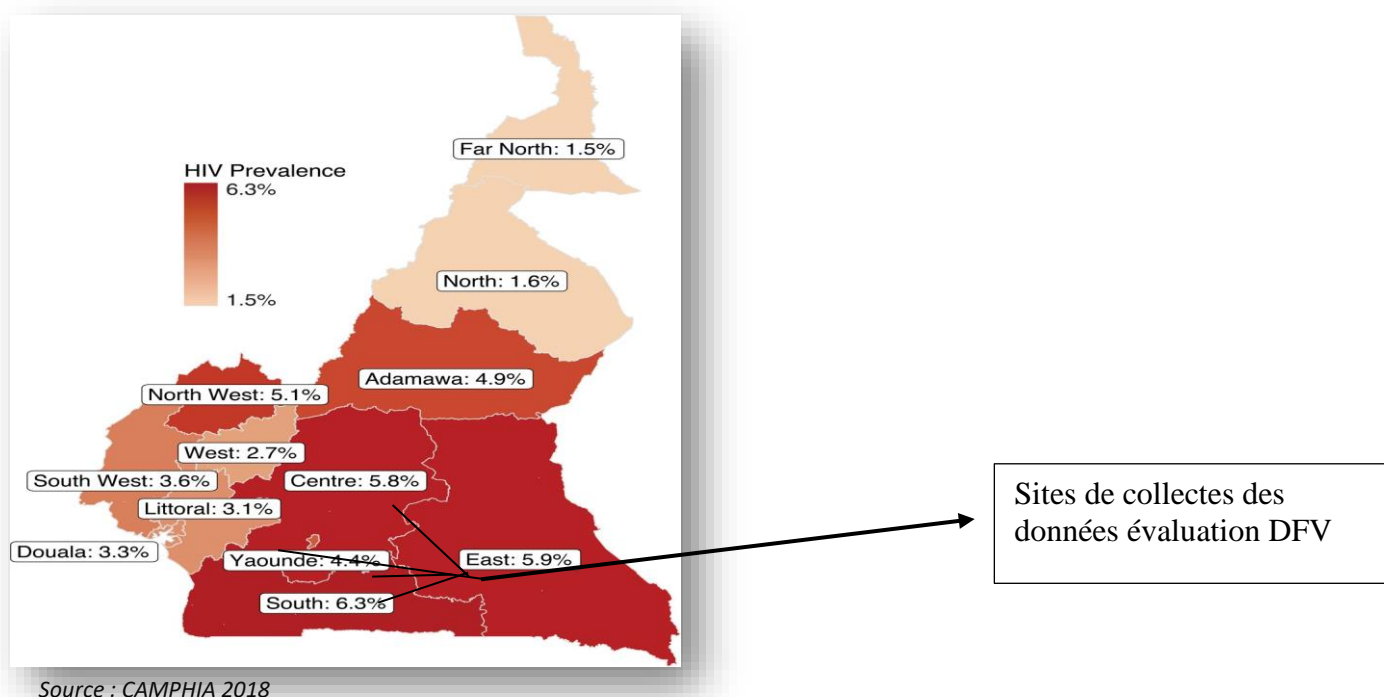 Far North: 1.5%
HIV Prevalence
6.3%
1.5%
North: 1.6%
Adamawa: 4.9%
North West: 5.1%
West: 2.7%
South West: 3.6%
Centre: 5.8%
Littoral: 3.1%
Douala: 3.3%
Yaounde: 4.4%
East: 5.9%
South: 6.3%
Sites de collectes des
données évaluation DFV
Source : CAMPHIA 2018